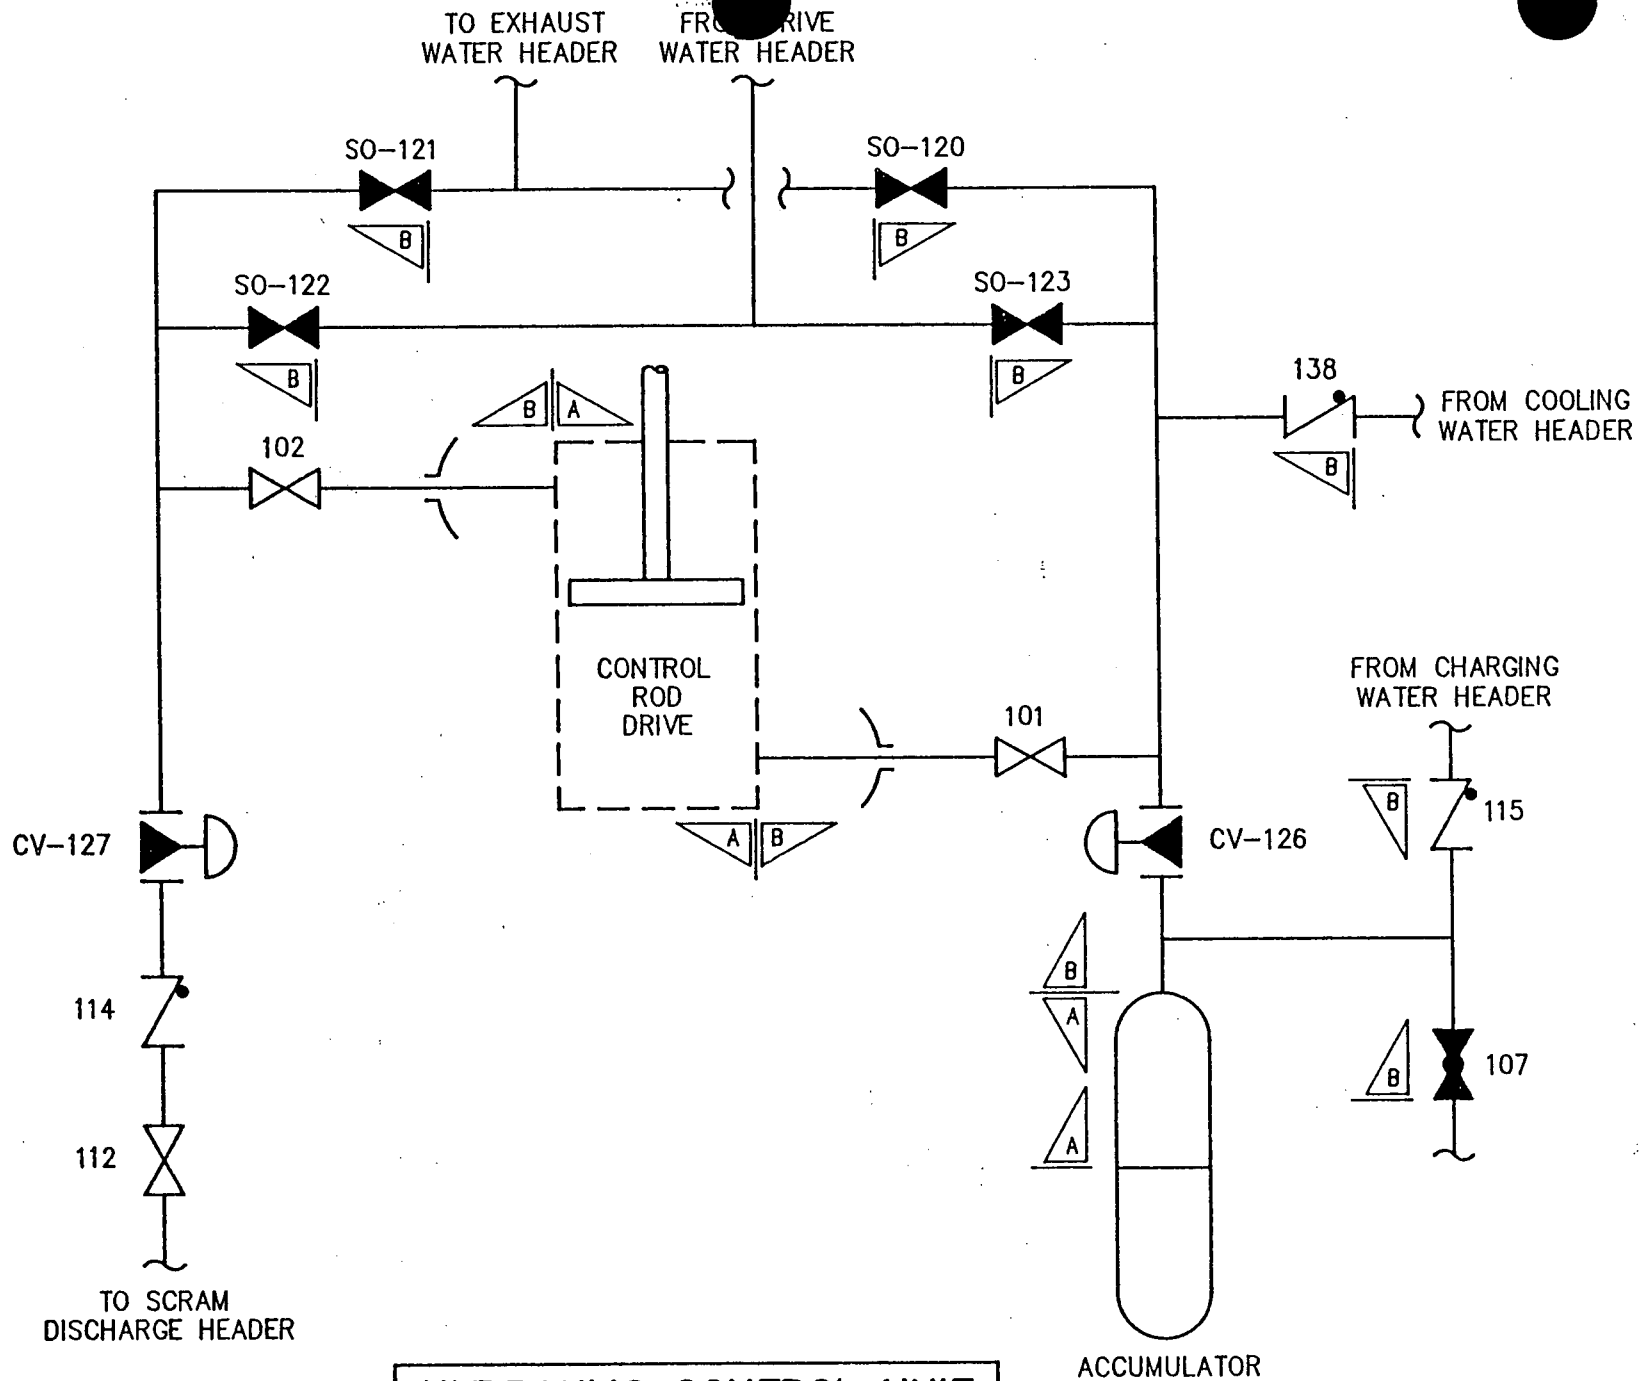 TO EXHAUST
WATER HEADER
WATER HEADER
SO-121
SO-120
B
B
SO-122
SO-123
B
B
138
FROM COOLING
WATER HEADER
B
B A
102
CONTROL
ROD
DRIVE
101
FROM CHARGING
WATER HEADER
B
115
A B
CV-127
CV-126
114
B
A
A
B
107
112
TO SCRAM
DISCHARGE HEADER
ACCUMULATOR
CONTROL UNIT